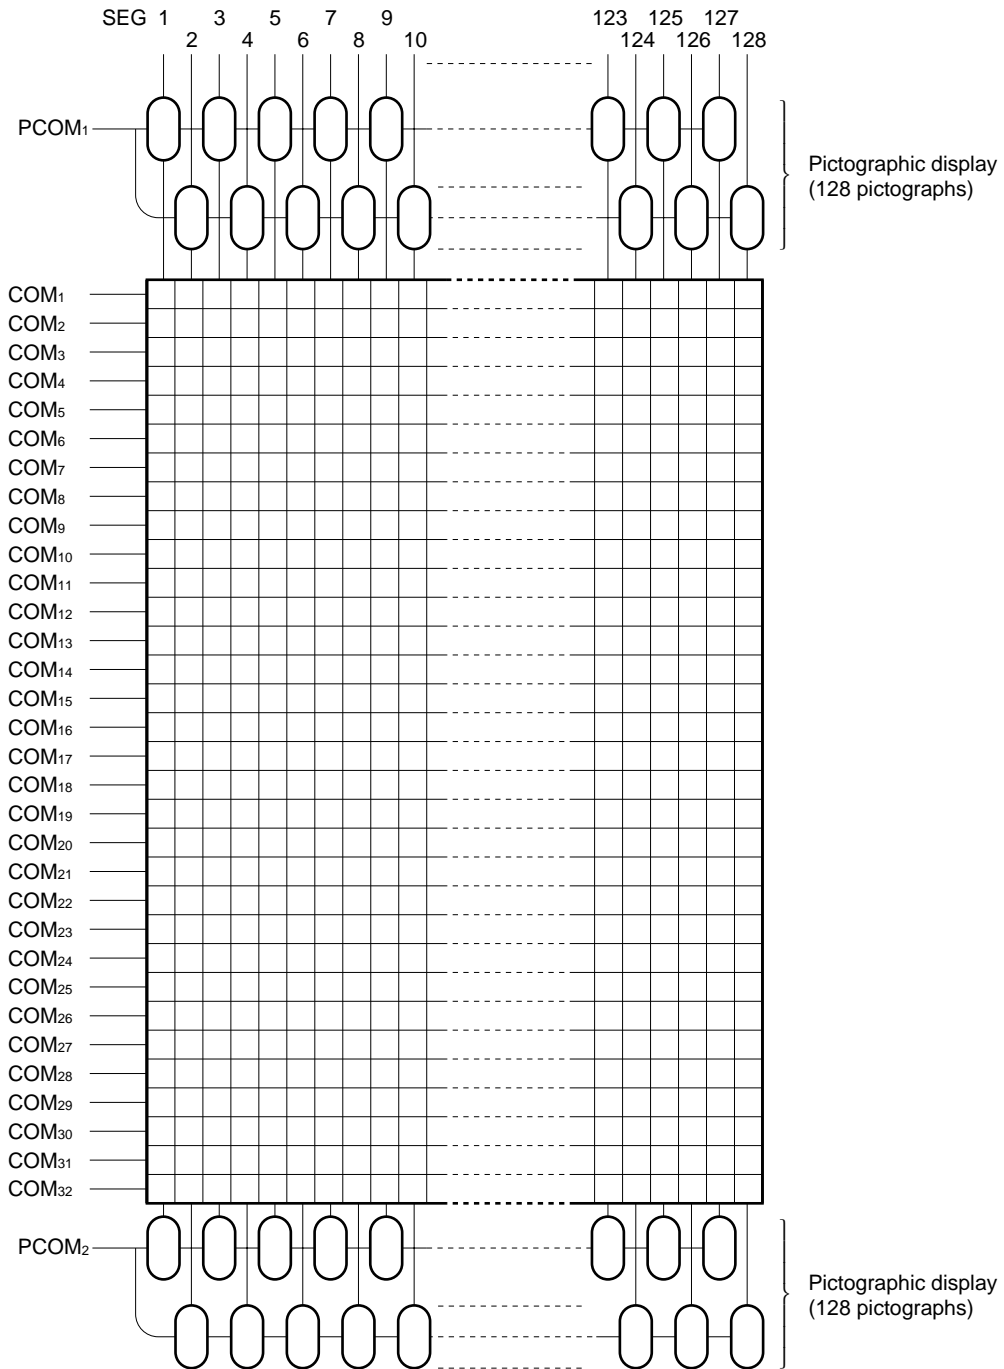 SEG 1 3 5 7 9 123 125 127
2 4 6 8 10 124 126 128
PCOM1
Pictographic display
(128 pictographs)
COM1
COM2
COM3
COM4
COM5
COM6
COM7
COM8
COM9
COM10
COM11
COM12
COM13
COM14
COM15
COM16
COM17
COM18
COM19
COM20
COM21
COM22
COM23
COM24
COM25
COM26
COM27
COM28
COM29
COM30
COM31
COM32
PCOM2
Pictographic display
(128 pictographs)